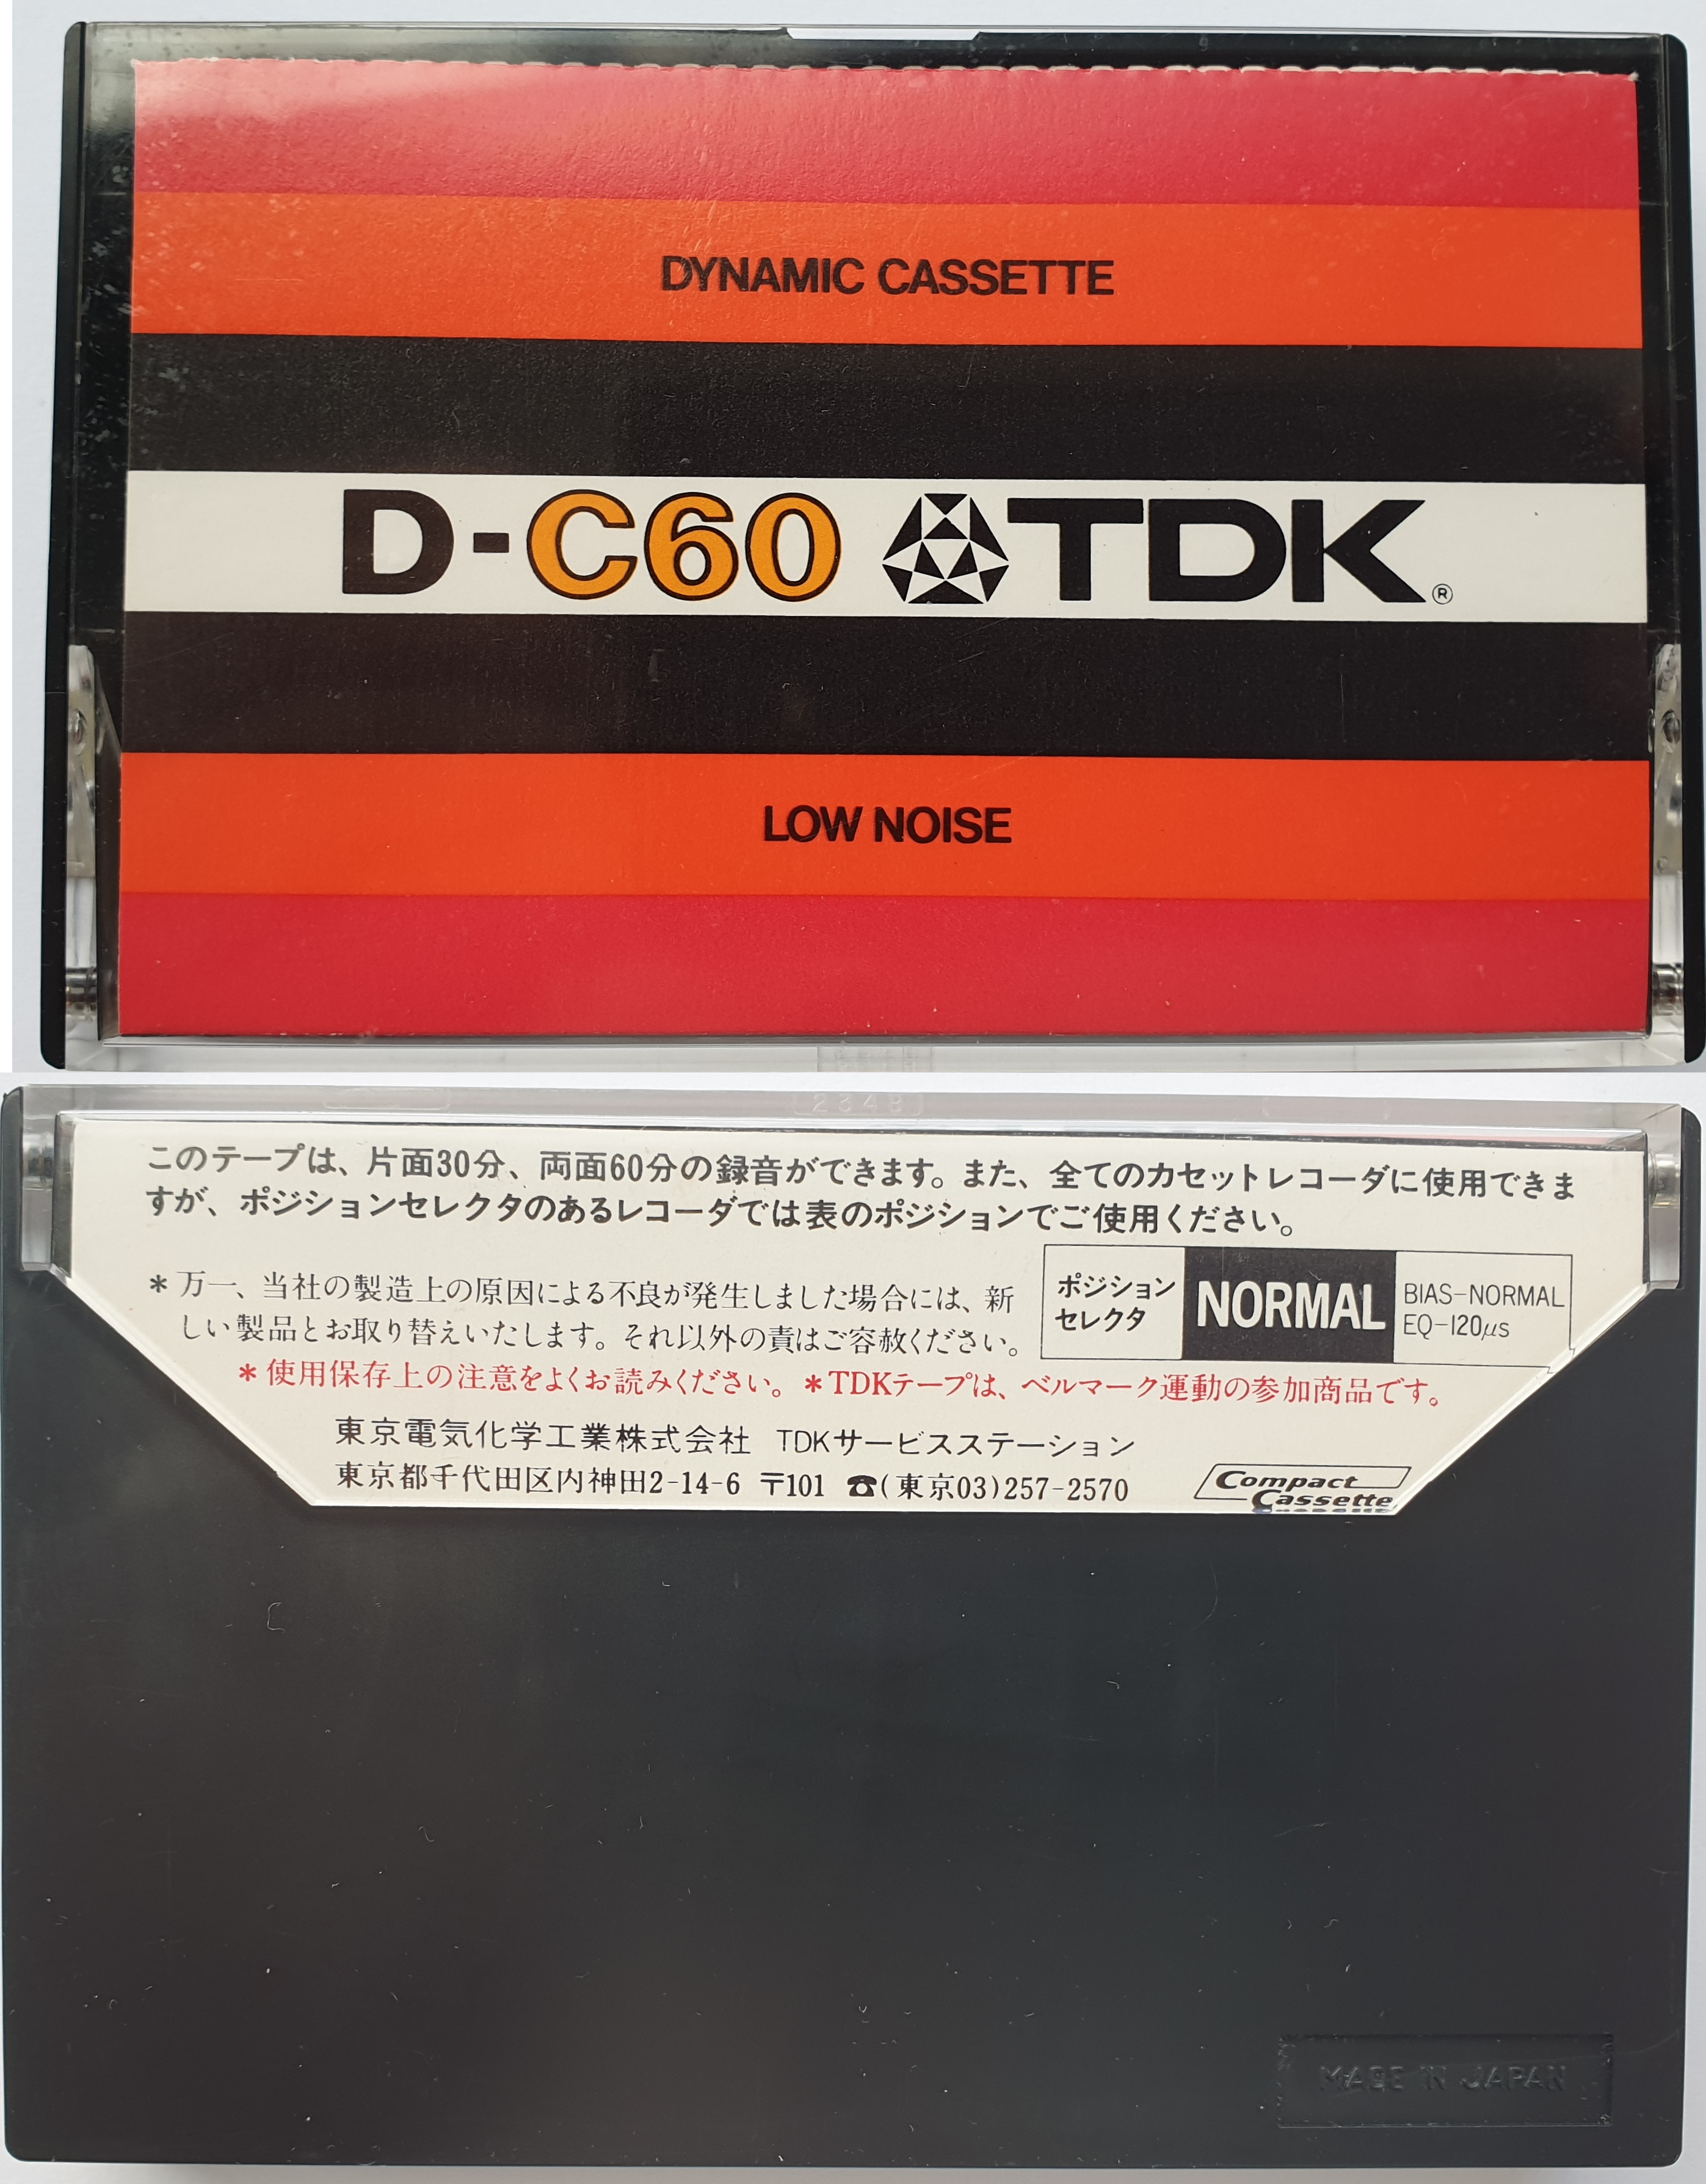 DYNAMIC CASSETTE
D-C60 TDK®
LOW NOISE
2348
このテープは、片面30分、両面60分の録音ができます。また、全てのカセットレコーダに使用できま
すが、ポジションセレクタのあるレコーダでは表のポジションでご使用ください。
＊万一、当社の製造上の原因による不良が発生しました場合には、新
しい製品とお取り替えいたします。それ以外の責はご容赦ください。
ポジション
セレクタ
NORMAL
BIAS-NORMAL
EQ-120μs
＊使用保存上の注意をよくお読みください。＊TDKテープは、ベルマーク運動の参加商品です。
東京電気化学工業株式会社 TDKサービスステーション
東京都千代田区内神田2-14-6 〒101 ☎(東京03)257-2570
Compact
Cassette
MADE IN JAPAN